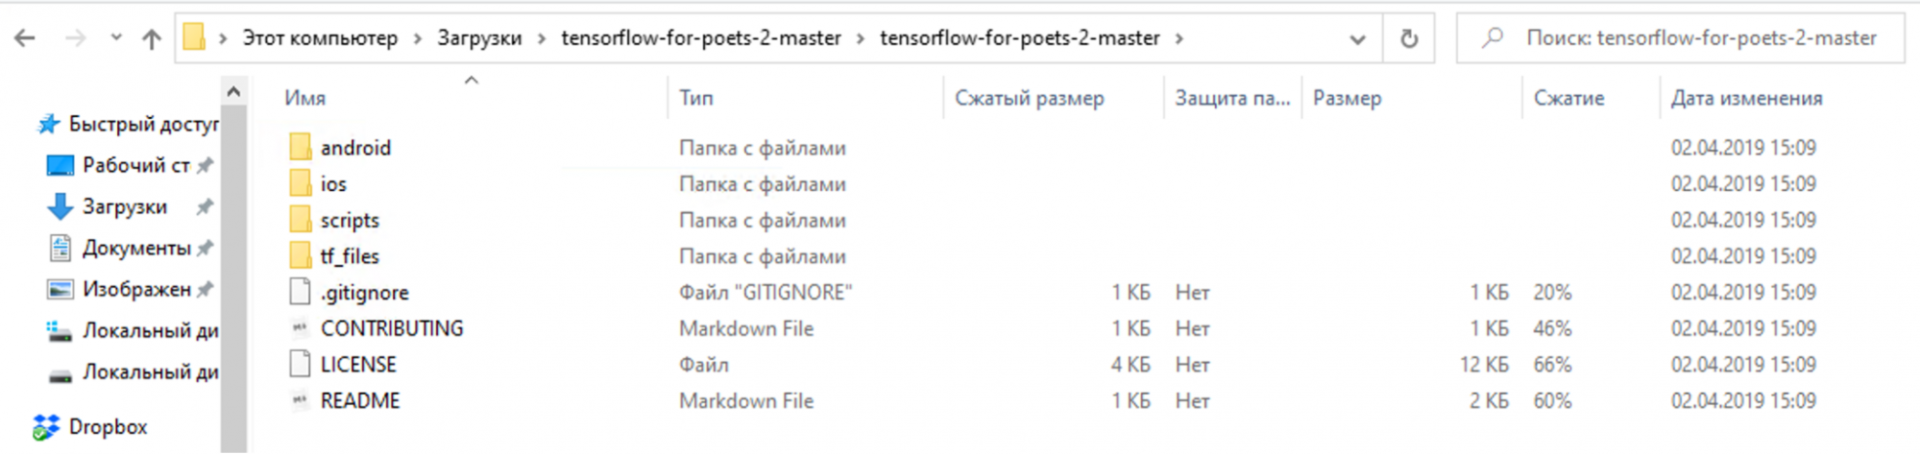 Этот компьютер › Загрузки › tensorflow-for-poets-2-master › tensorflow-for-poets-2-master ›
Поиск: tensorflow-for-poets-2-master
Быстрый доступ
Рабочий ст
Загрузки
Документы
Изображен
Локальный ди
Локальный ди
Dropbox
Имя Тип Сжатый размер Защита па... Размер Сжатие Дата изменения
android Папка с файлами 02.04.2019 15:09
ios Папка с файлами 02.04.2019 15:09
scripts Папка с файлами 02.04.2019 15:09
tf_files Папка с файлами 02.04.2019 15:09
.gitignore Файл "GITIGNORE" 1 КБ Нет 1 КБ 20% 02.04.2019 15:09
CONTRIBUTING Markdown File 1 КБ Нет 1 КБ 46% 02.04.2019 15:09
LICENSE Файл 4 КБ Нет 12 КБ 66% 02.04.2019 15:09
README Markdown File 1 КБ Нет 2 КБ 60% 02.04.2019 15:09